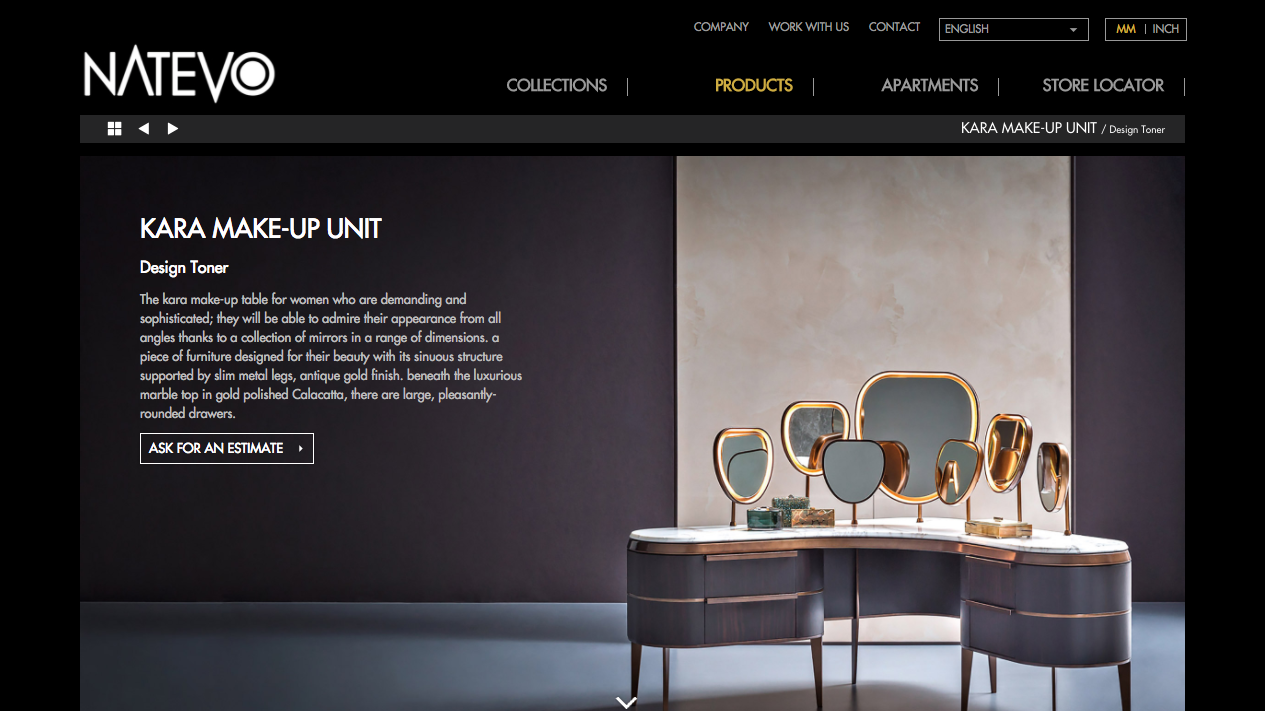 COMPANY WORK WITH US CONTACT ENGLISH MM | INCH
NATEVO
COLLECTIONS PRODUCTS APARTMENTS STORE LOCATOR
KARA MAKE-UP UNIT / Design Toner
KARA MAKE-UP UNIT
Design Toner
The kara make-up table for women who are demanding and
sophisticated; they will be able to admire their appearance from all
angles thanks to a collection of mirrors in a range of dimensions. a
piece of furniture designed for their beauty with its sinuous structure
supported by slim metal legs, antique gold finish. beneath the luxurious
marble top in gold polished Calacatta, there are large, pleasantly-
rounded drawers.
ASK FOR AN ESTIMATE